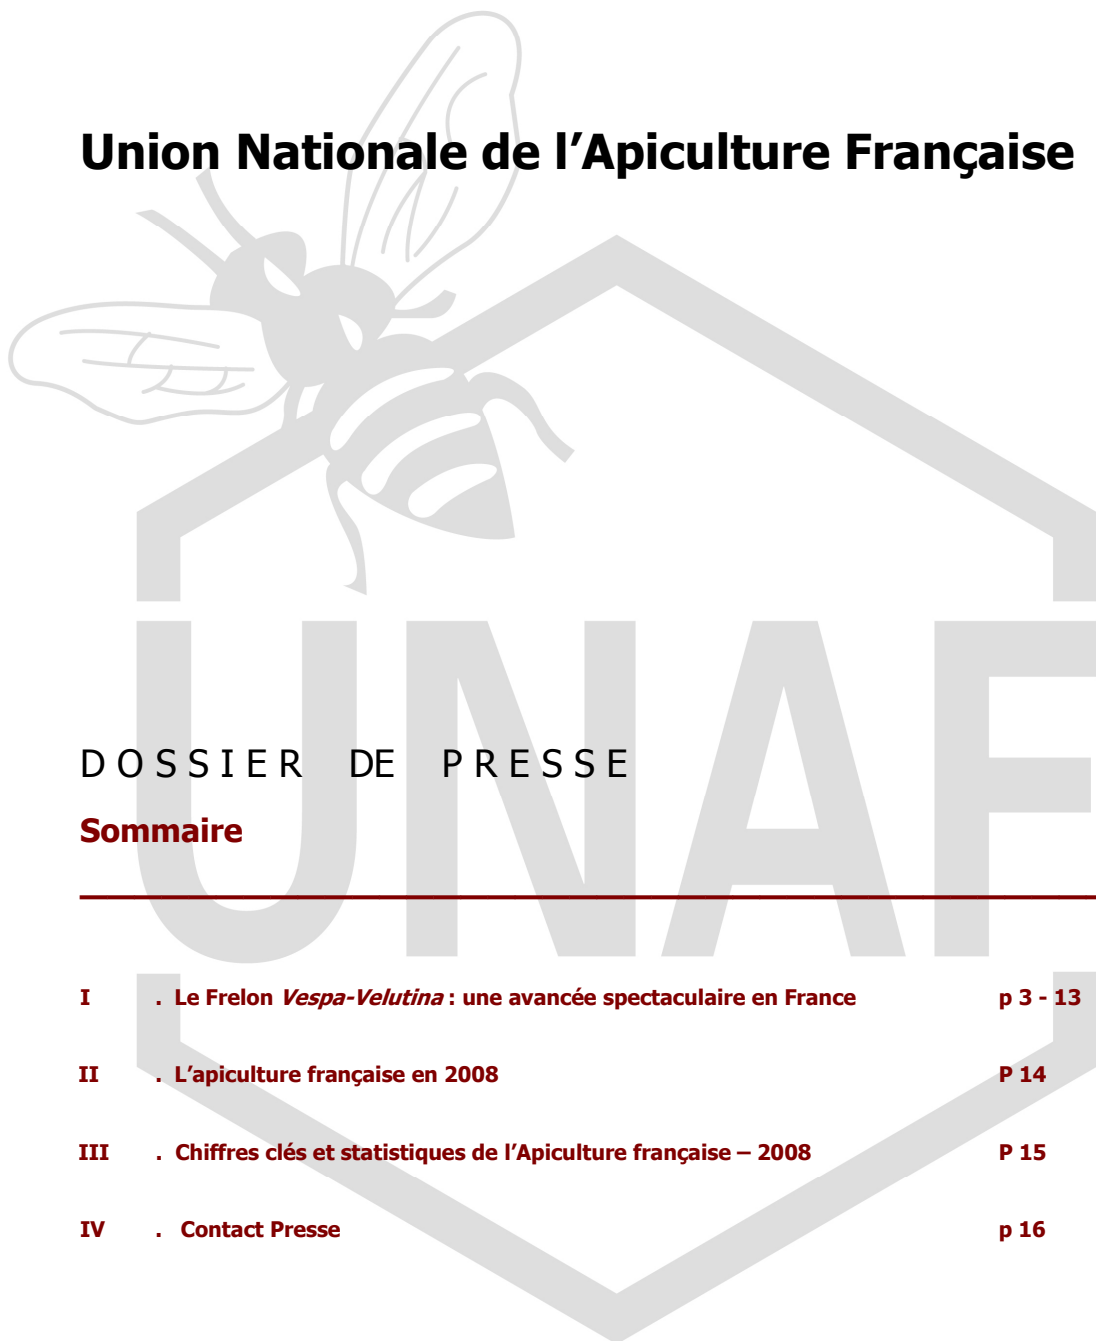 Union Nationale de l’Apiculture Française
UNAF
D O S S I E R DE P R E S S E
Sommaire
I . Le Frelon Vespa-Velutina : une avancée spectaculaire en France p 3 - 13
II . L’apiculture française en 2008 P 14
III . Chiffres clés et statistiques de l’Apiculture française – 2008 P 15
IV . Contact Presse p 16